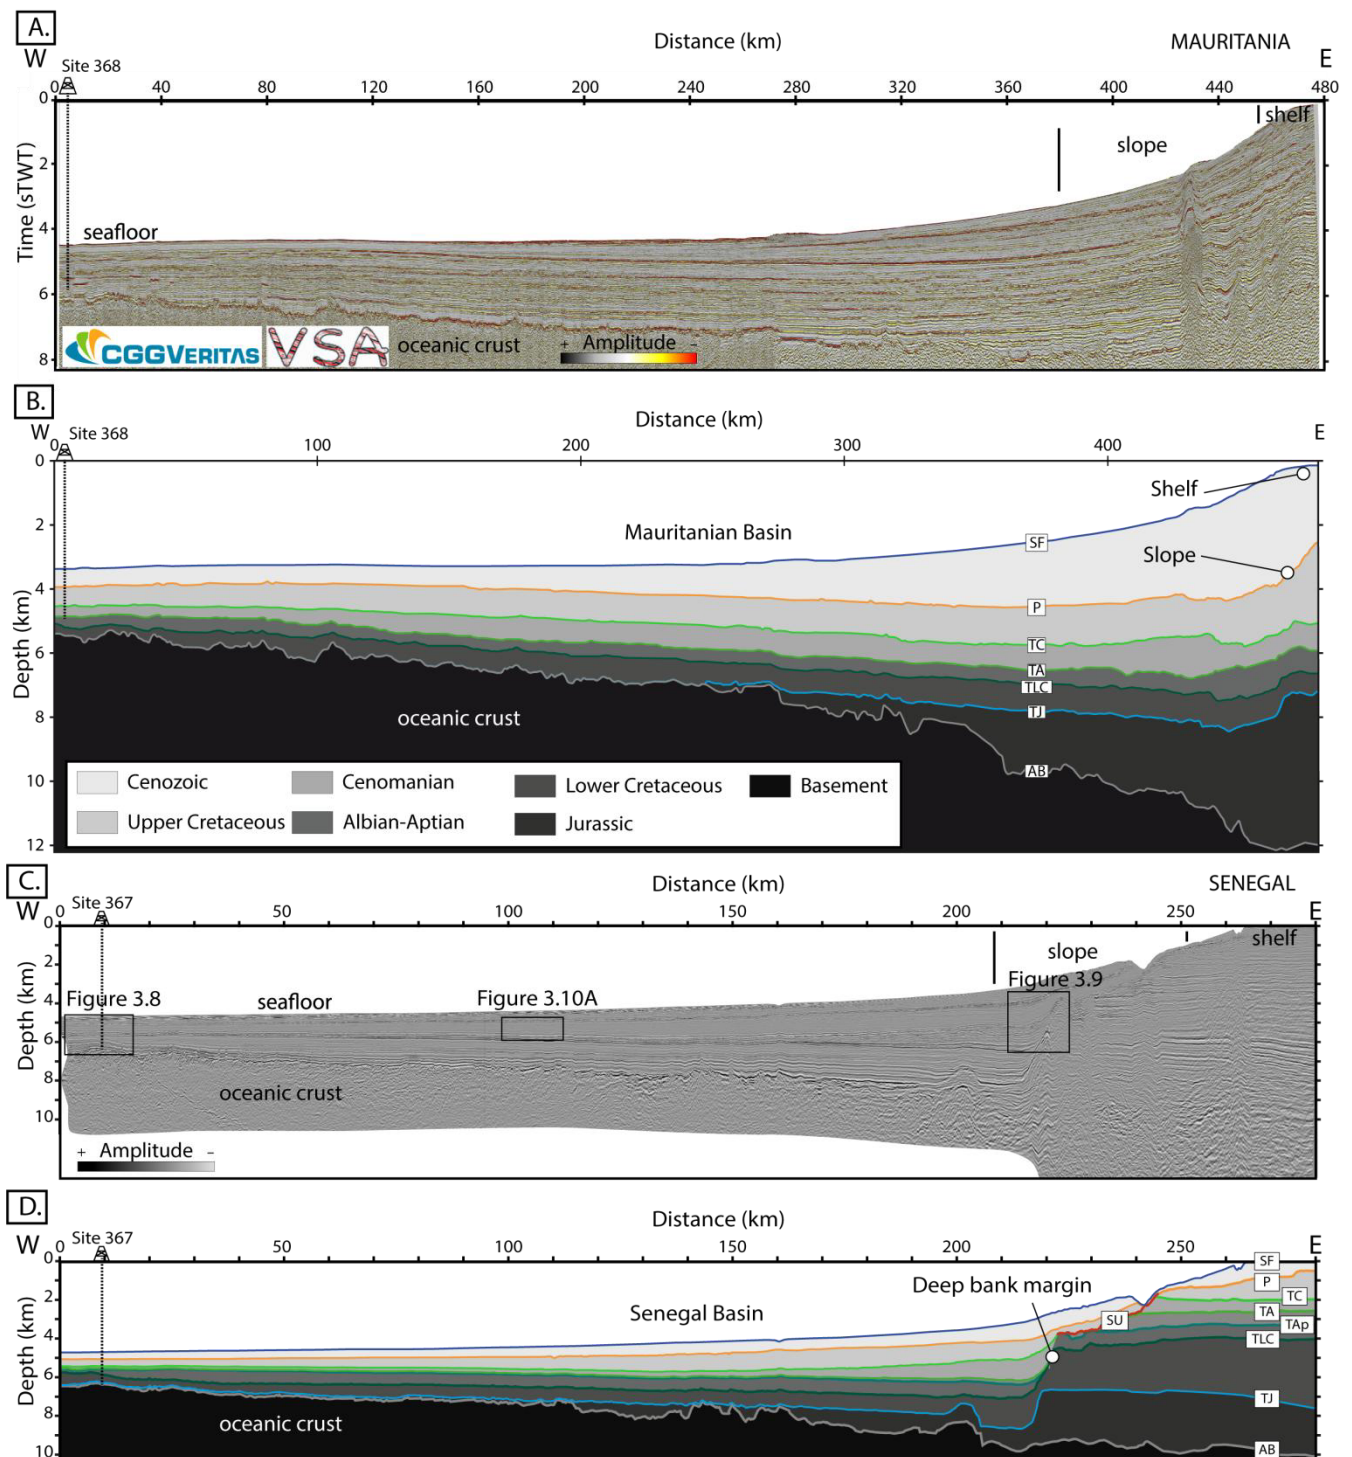 A.
Distance (km)
MAURITANIA
W
E
Site 368
0 40 80 120 160 200 240 280 320 360 400 440 480
0
2
4
6
8
Time (sTWT)
shelf
slope
seafloor
CGGVERITAS
VSA
oceanic crust
+ Amplitude -
B.
Distance (km)
W
E
Site 368
0 100 200 300 400
0
2
4
6
8
10
12
Depth (km)
Shelf
Mauritanian Basin
SF
Slope
P
TC
TA
TLC
TJ
AB
oceanic crust
Cenozoic
Cenomanian
Lower Cretaceous
Basement
Upper Cretaceous
Albian-Aptian
Jurassic
C.
Distance (km)
SENEGAL
W
E
Site 367
0 50 100 150 200 250
2
4
6
8
10
Depth (km)
shelf
slope
Figure 3.9
Figure 3.8
seafloor
Figure 3.10A
oceanic crust
+ Amplitude -
D.
Distance (km)
W
E
Site 367
0 50 100 150 200 250
0
2
4
6
8
10
Depth (km)
SF
P
TC
TA
TAp
TLC
TJ
AB
Deep bank margin
SU
Senegal Basin
oceanic crust